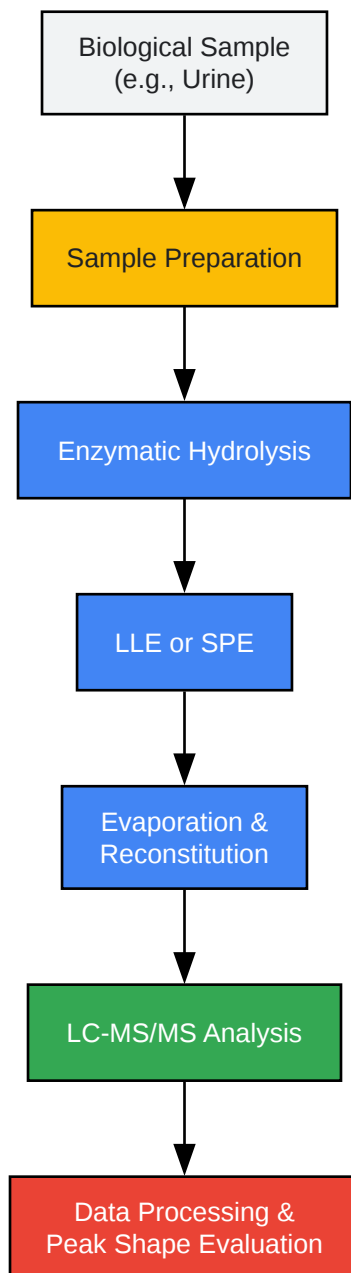 Biological Sample
(e.g., Urine)
Sample Preparation
Enzymatic Hydrolysis
LLE or SPE
Evaporation &
Reconstitution
LC-MS/MS Analysis
Data Processing &
Peak Shape Evaluation